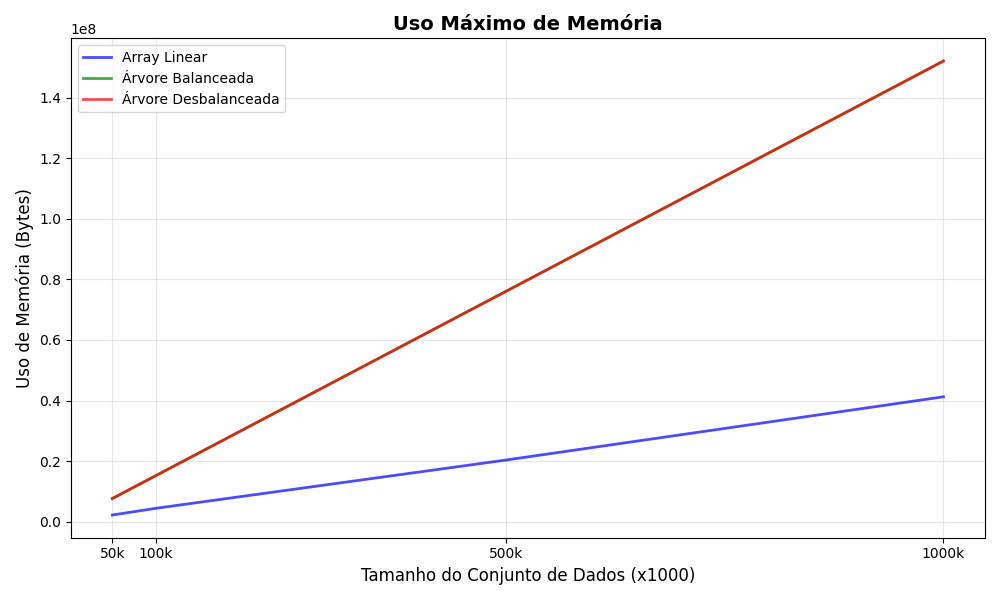 Uso Máximo de Memória
1e8
Array Linear
Árvore Balanceada
Árvore Desbalanceada
1.4
1.2
1.0
0.8
0.6
0.4
0.2
0.0
Uso de Memória (Bytes)
50k 100k 500k 1000k
Tamanho do Conjunto de Dados (x1000)